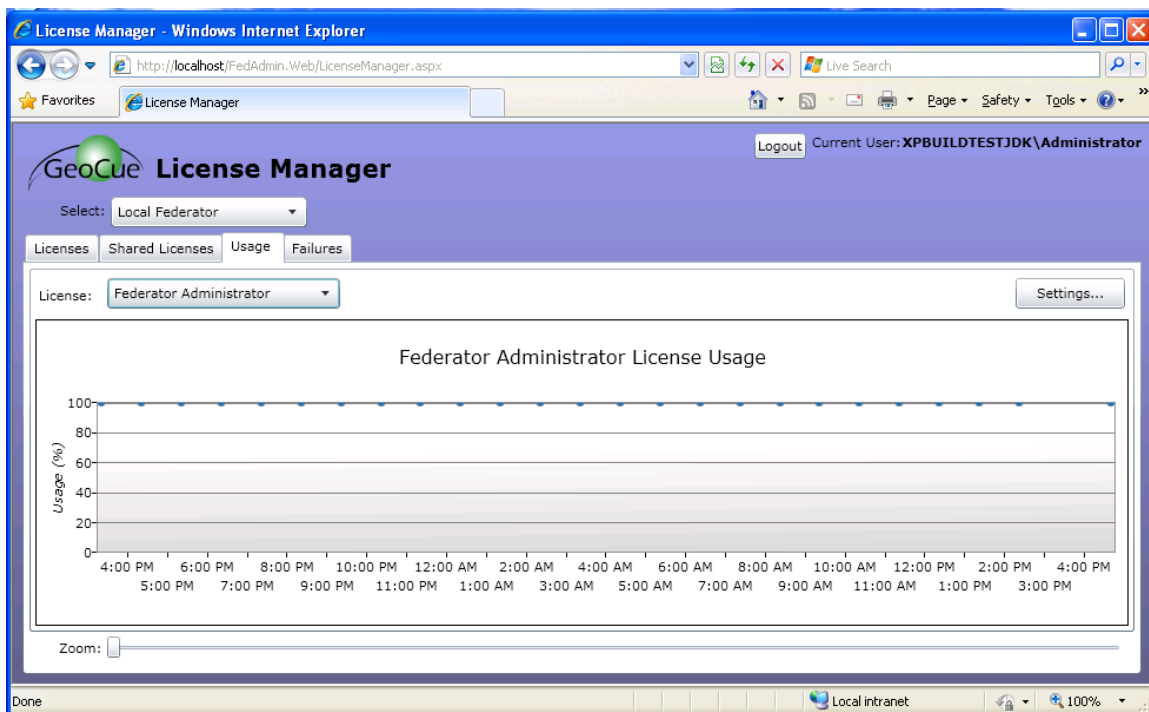 License Manager - Windows Internet Explorer
http://localhost/FedAdmin.Web/LicenseManager.aspx
Live Search
Favorites
License Manager
Page
Safety
Tools
»
GeoCue License Manager
Logout
Current User: XPBUILDTESTJDK\Administrator
Select: Local Federator
Licenses
Shared Licenses
Usage
Failures
License: Federator Administrator
Settings...
Federator Administrator License Usage
Usage (%)
100
80
60
40
20
0
4:00 PM 6:00 PM 8:00 PM 10:00 PM 12:00 AM 2:00 AM 4:00 AM 6:00 AM 8:00 AM 10:00 AM 12:00 PM 2:00 PM 4:00 PM
5:00 PM 7:00 PM 9:00 PM 11:00 PM 1:00 AM 3:00 AM 5:00 AM 7:00 AM 9:00 AM 11:00 AM 1:00 PM 3:00 PM
Zoom:
Done
Local intranet
100%